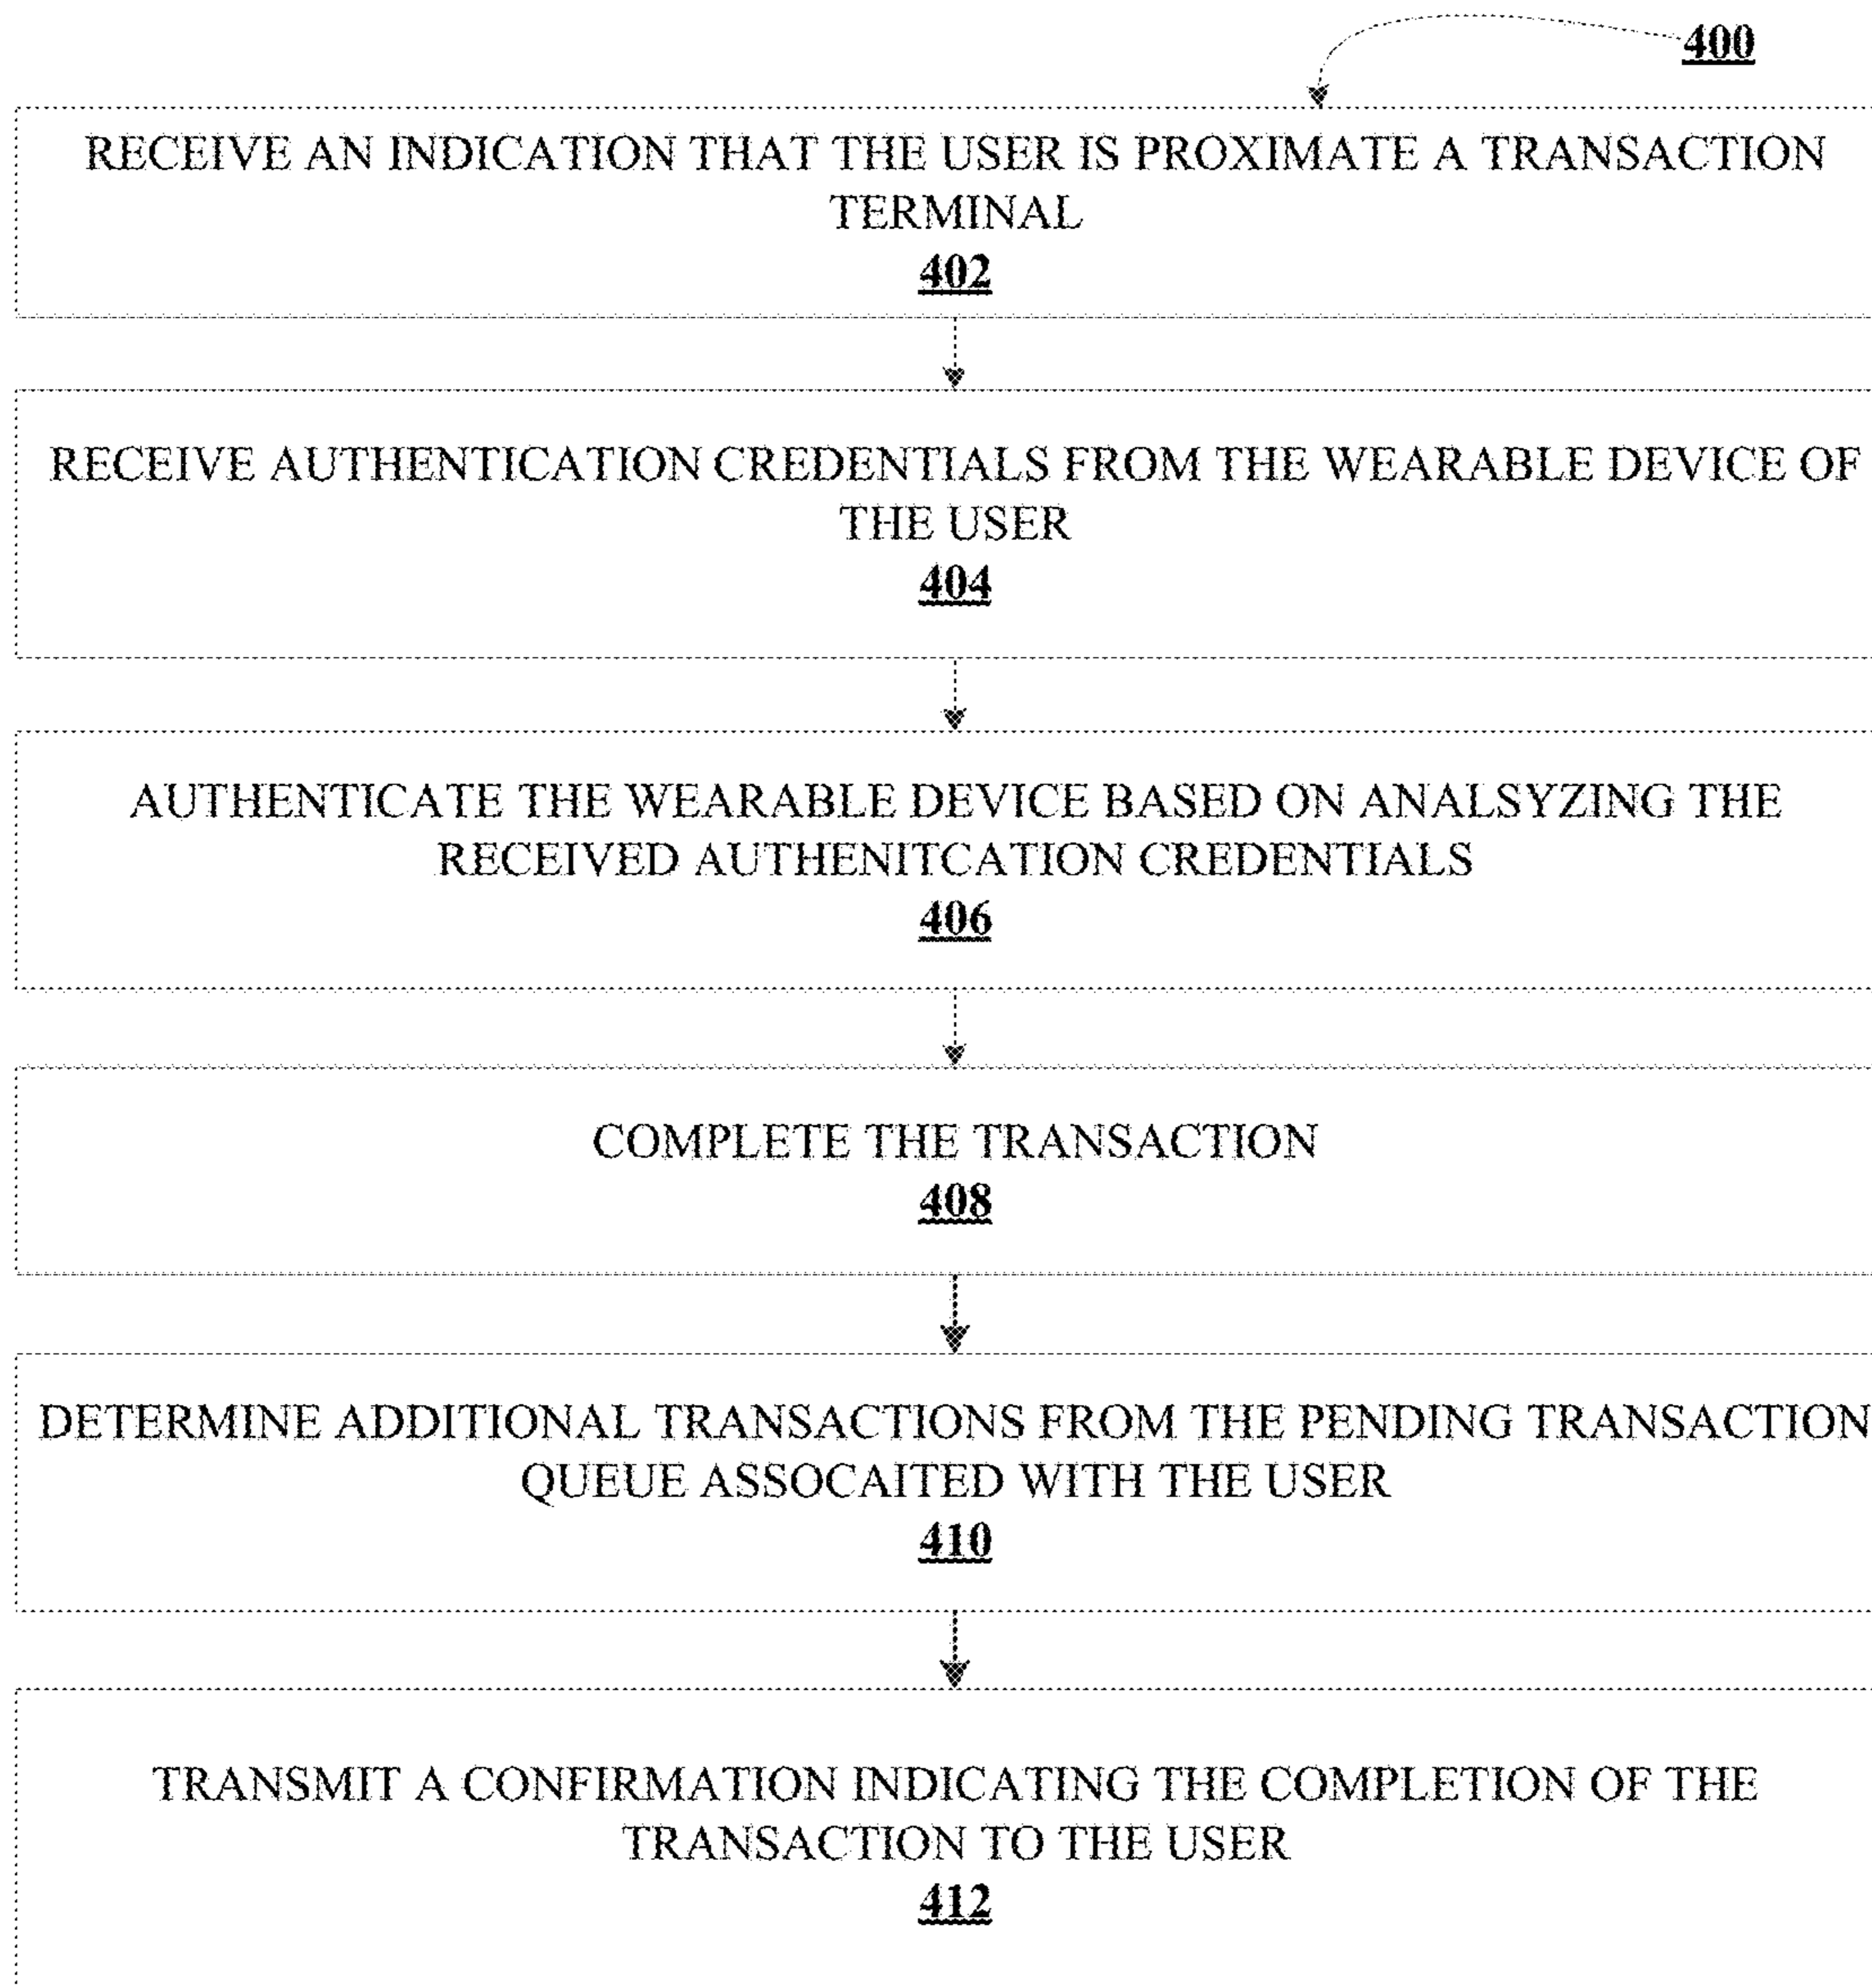 400
RECEIVE AN INDICATION THAT THE USER IS PROXIMATE A TRANSACTION
TERMINAL
402
RECEIVE AUTHENTICATION CREDENTIALS FROM THE WEARABLE DEVICE OF
THE USER
404
AUTHENTICATE THE WEARABLE DEVICE BASED ON ANALSYZING THE
RECEIVED AUTHENITCATION CREDENTIALS
406
COMPLETE THE TRANSACTION
408
DETERMINE ADDITIONAL TRANSACTIONS FROM THE PENDING TRANSACTION
QUEUE ASSOCAITED WITH THE USER
410
TRANSMIT A CONFIRMATION INDICATING THE COMPLETION OF THE
TRANSACTION TO THE USER
412